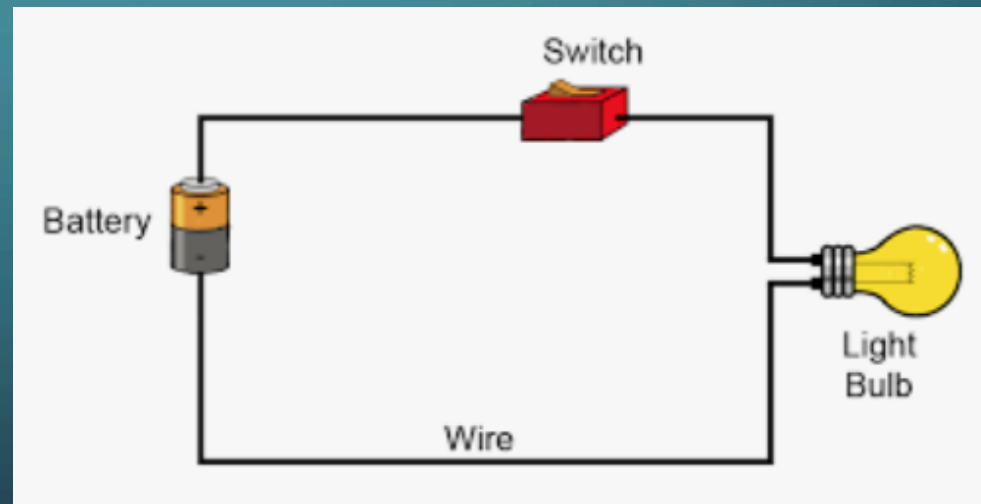 Switch
Battery
+
-
Light
Bulb
Wire